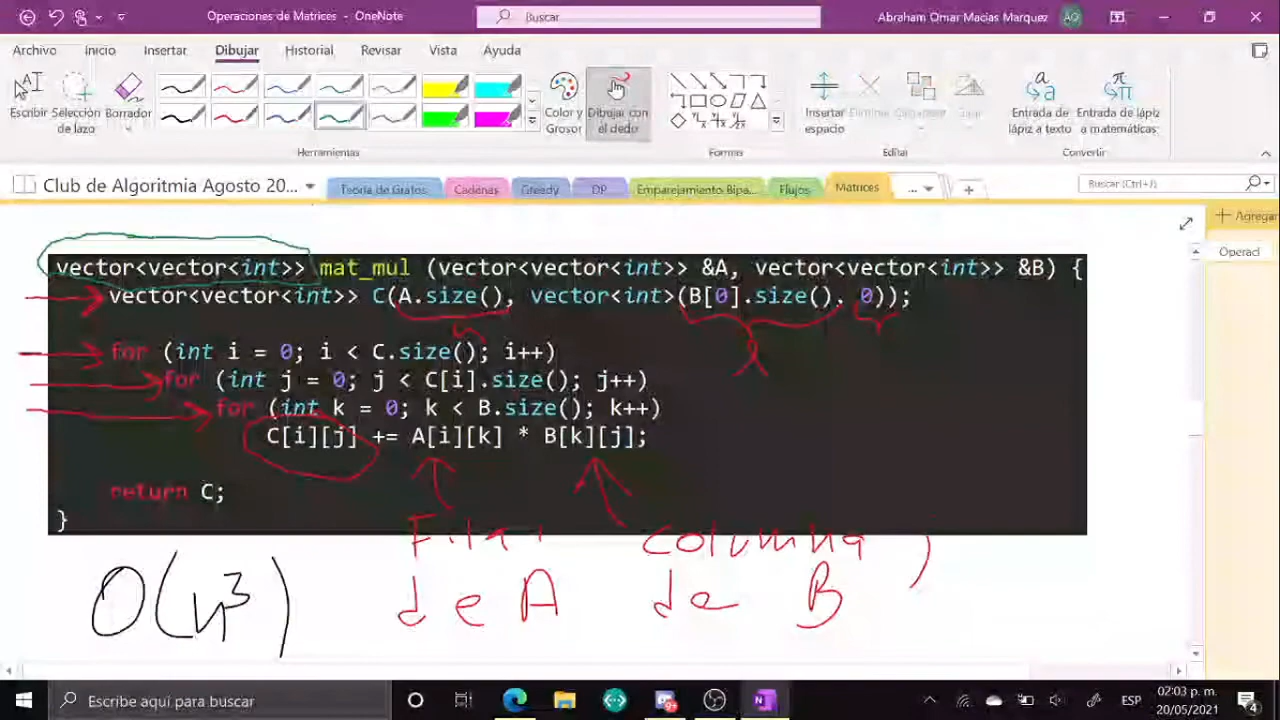 Operaciones de Matrices - OneNote
Buscar
Abraham Omar Macias Marquez
AO
Archivo Inicio Insertar Dibujar Historial Revisar Vista Ayuda
Escribir
Selección de lazo
Borrador
Color y Grosor
Dibujar con el dedo
Insertar espacio
Eliminar
Entrada de lápiz a texto
Entrada de lápiz a matemáticas
Herramientas
Formas
Editar
Convertir
Club de Algoritmia Agosto 20...
Teoría de Grafos
Cadenas
Greedy
DP
Emparejamiento Bipa...
Flujos
Matrices
...
Buscar (Ctrl+J)
Agregar
Operaci
vector<vector<int>> mat_mul (vector<vector<int>> &A, vector<vector<int>> &B) {
vector<vector<int>> C(A.size(), vector<int>(B[0].size(), 0));
for (int i = 0; i < C.size(); i++)
for (int j = 0; j < C[i].size(); j++)
for (int k = 0; k < B.size(); k++)
C[i][j] += A[i][k] * B[k][j];
return C;
}
Filas columna
de A de B
O(n³)
Escribe aquí para buscar
ESP
02:03 p. m.
20/05/2021
4